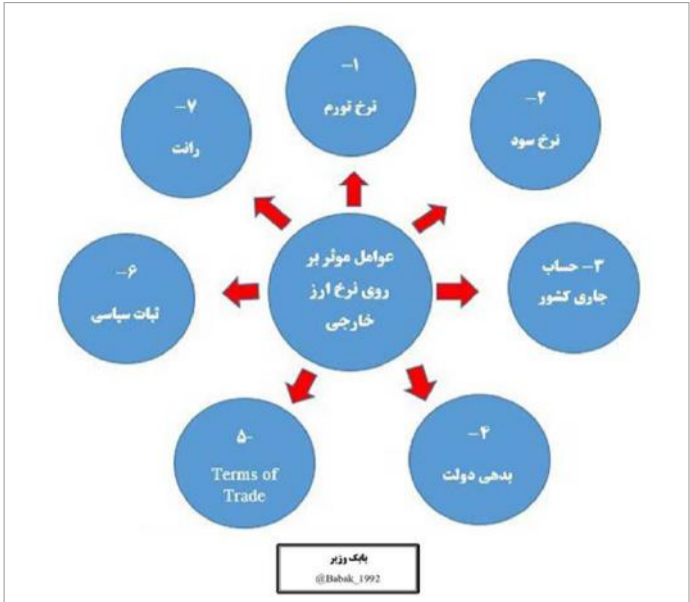 عوامل موثر بر
روی نرخ ارز
خارجی
۱–
نرخ تورم
۲–
نرخ سود
۳– حساب
جاری کشور
۴–
بدهی دولت
۵-
Terms of
Trade
۶–
ثبات سیاسی
۷–
رانت
بابک وزیر
@Babak_1992